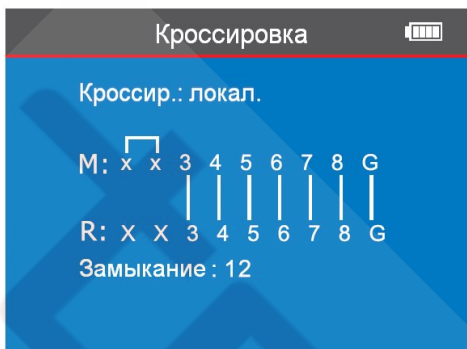 Кроссировка
Кроссир.: локал.
M: x x 3 4 5 6 7 8 G
R: X X 3 4 5 6 7 8 G
Замыкание : 12